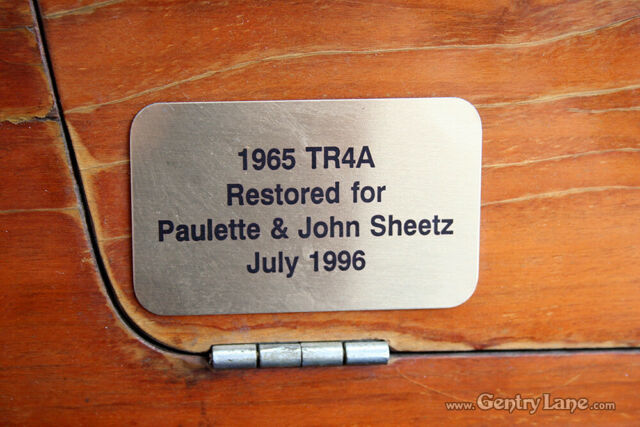 1965 TR4A
Restored for
Paulette & John Sheetz
July 1996
www.GentryLane.com